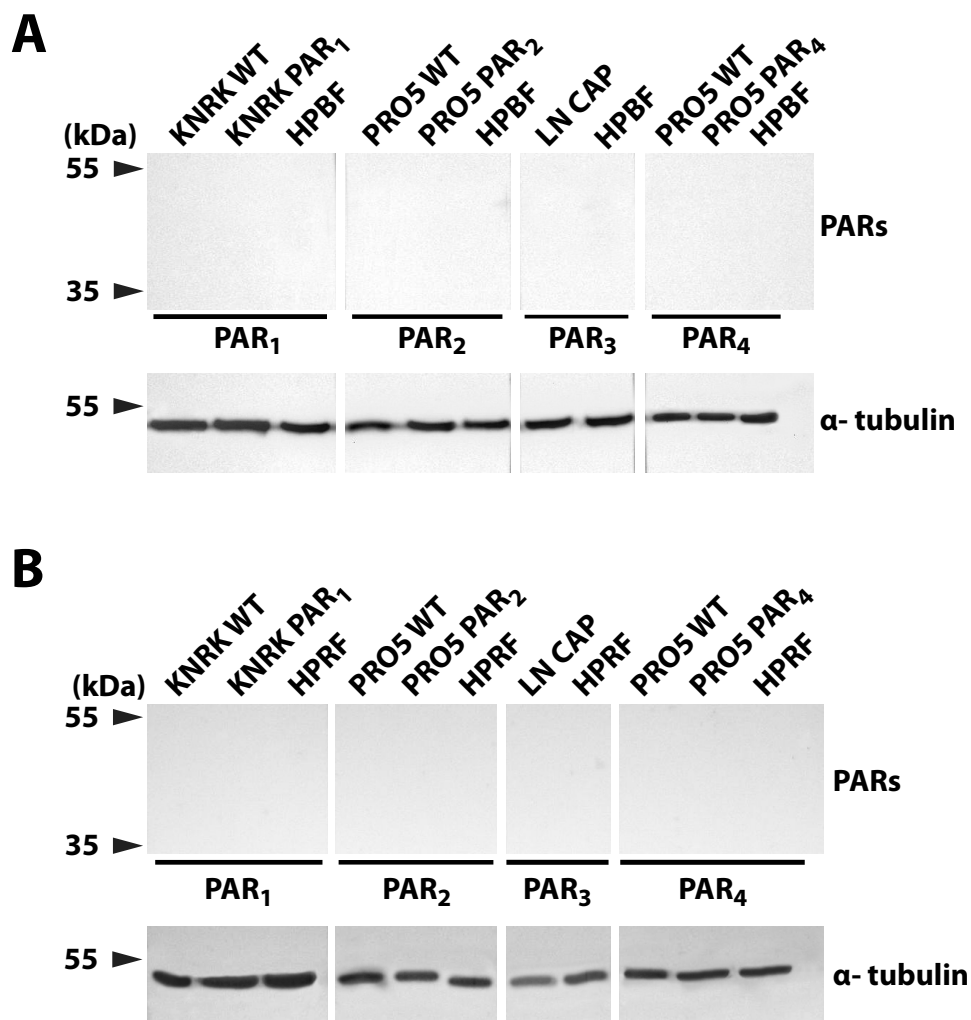 A
KNRK WT KNRK PAR1 HPBF PRO5 WT PRO5 PAR2 HPBF LN CAP HPBF PRO5 WT PRO5 PAR4 HPBF
(kDa)
55
PARs
35
PAR1 PAR2 PAR3 PAR4
55
α- tubulin
B
KNRK WT KNRK PAR1 HPRF PRO5 WT PRO5 PAR2 HPRF LN CAP HPRF PRO5 WT PRO5 PAR4 HPRF
(kDa)
55
PARs
35
PAR1 PAR2 PAR3 PAR4
55
α- tubulin